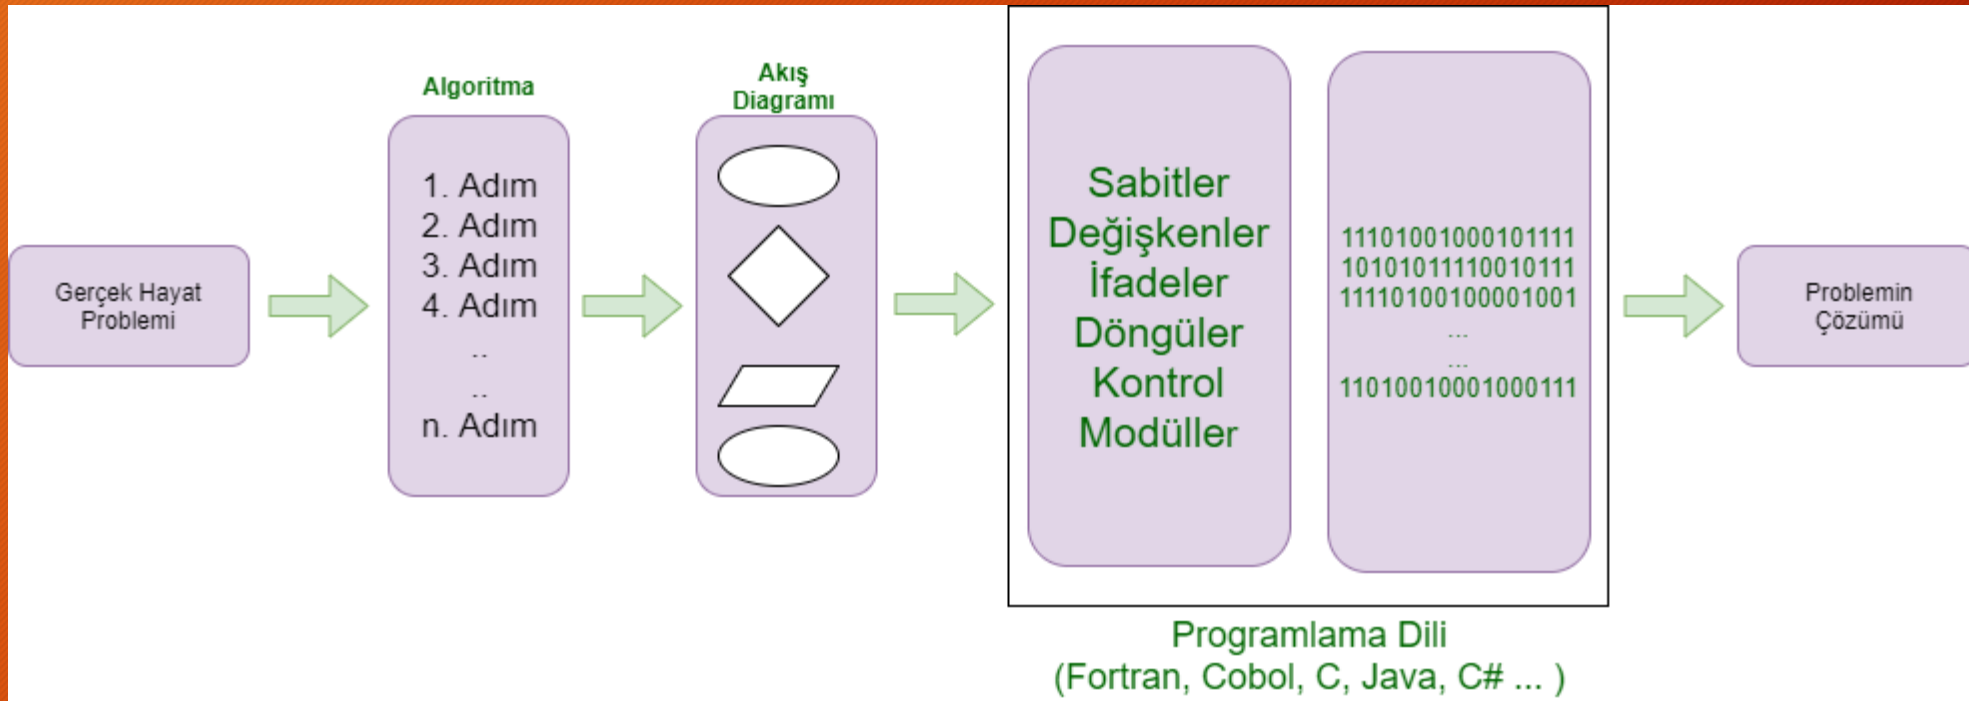 Gerçek Hayat
Problemi
Algoritma
1. Adım
2. Adım
3. Adım
4. Adım
..
..
n. Adım
Akış
Diagramı
Sabitler
Değişkenler
İfadeler
Döngüler
Kontrol
Modüller
11101001000101111
10101011110010111
11110100100001001
...
...
11010010001000111
Programlama Dili
(Fortran, Cobol, C, Java, C# ... )
Problemin
Çözümü